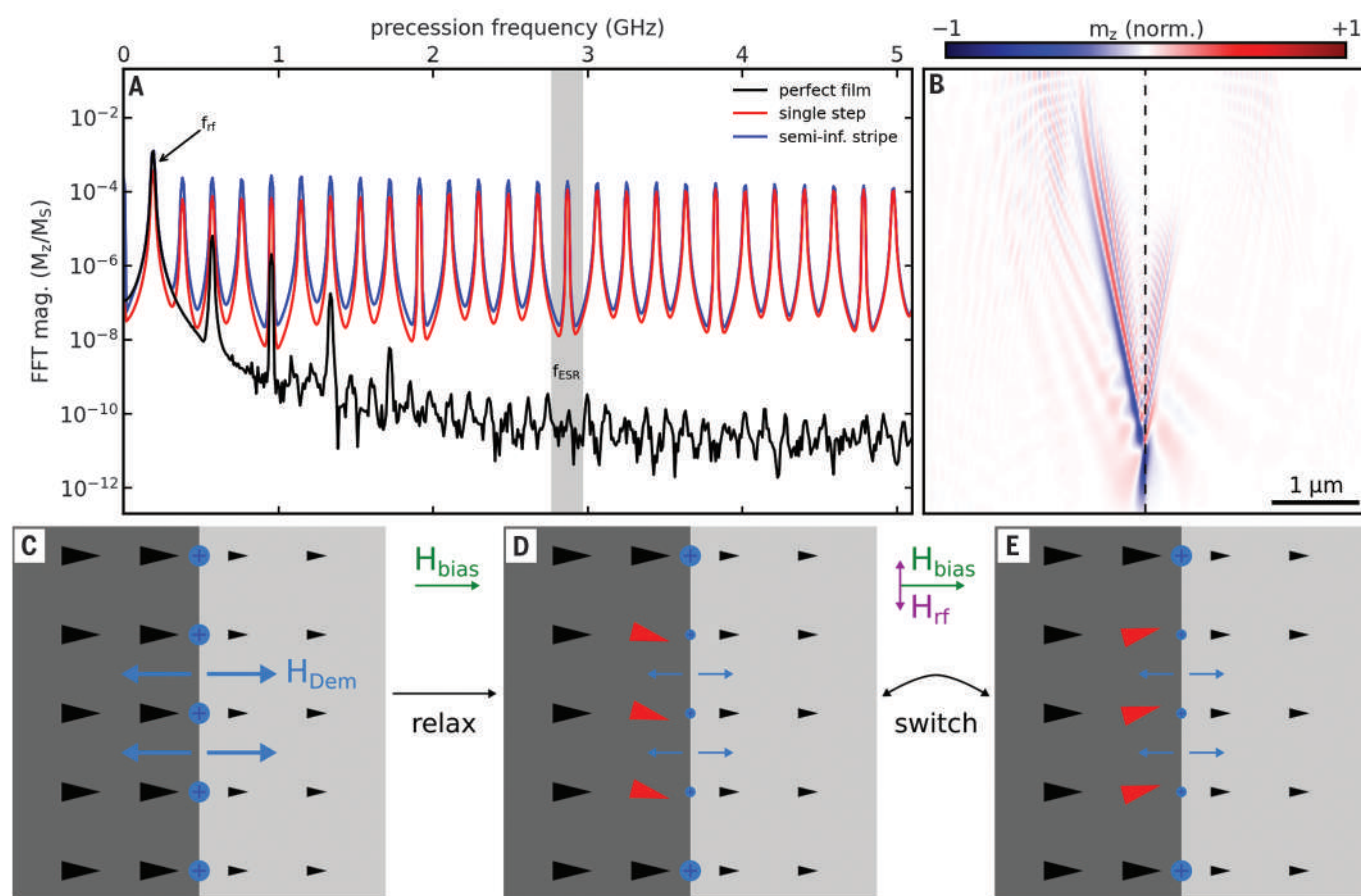 precession frequency (GHz)
0 1 2 3 4 5
−1 m_z (norm.) +1
A
f_rf
perfect film
single step
semi-inf. stripe
f_ESR
FFT mag. (M_z/M_S)
10^−2
10^−4
10^−6
10^−8
10^−10
10^−12
B
1 μm
C
H_Dem
H_bias
relax
D
H_bias
H_rf
switch
E